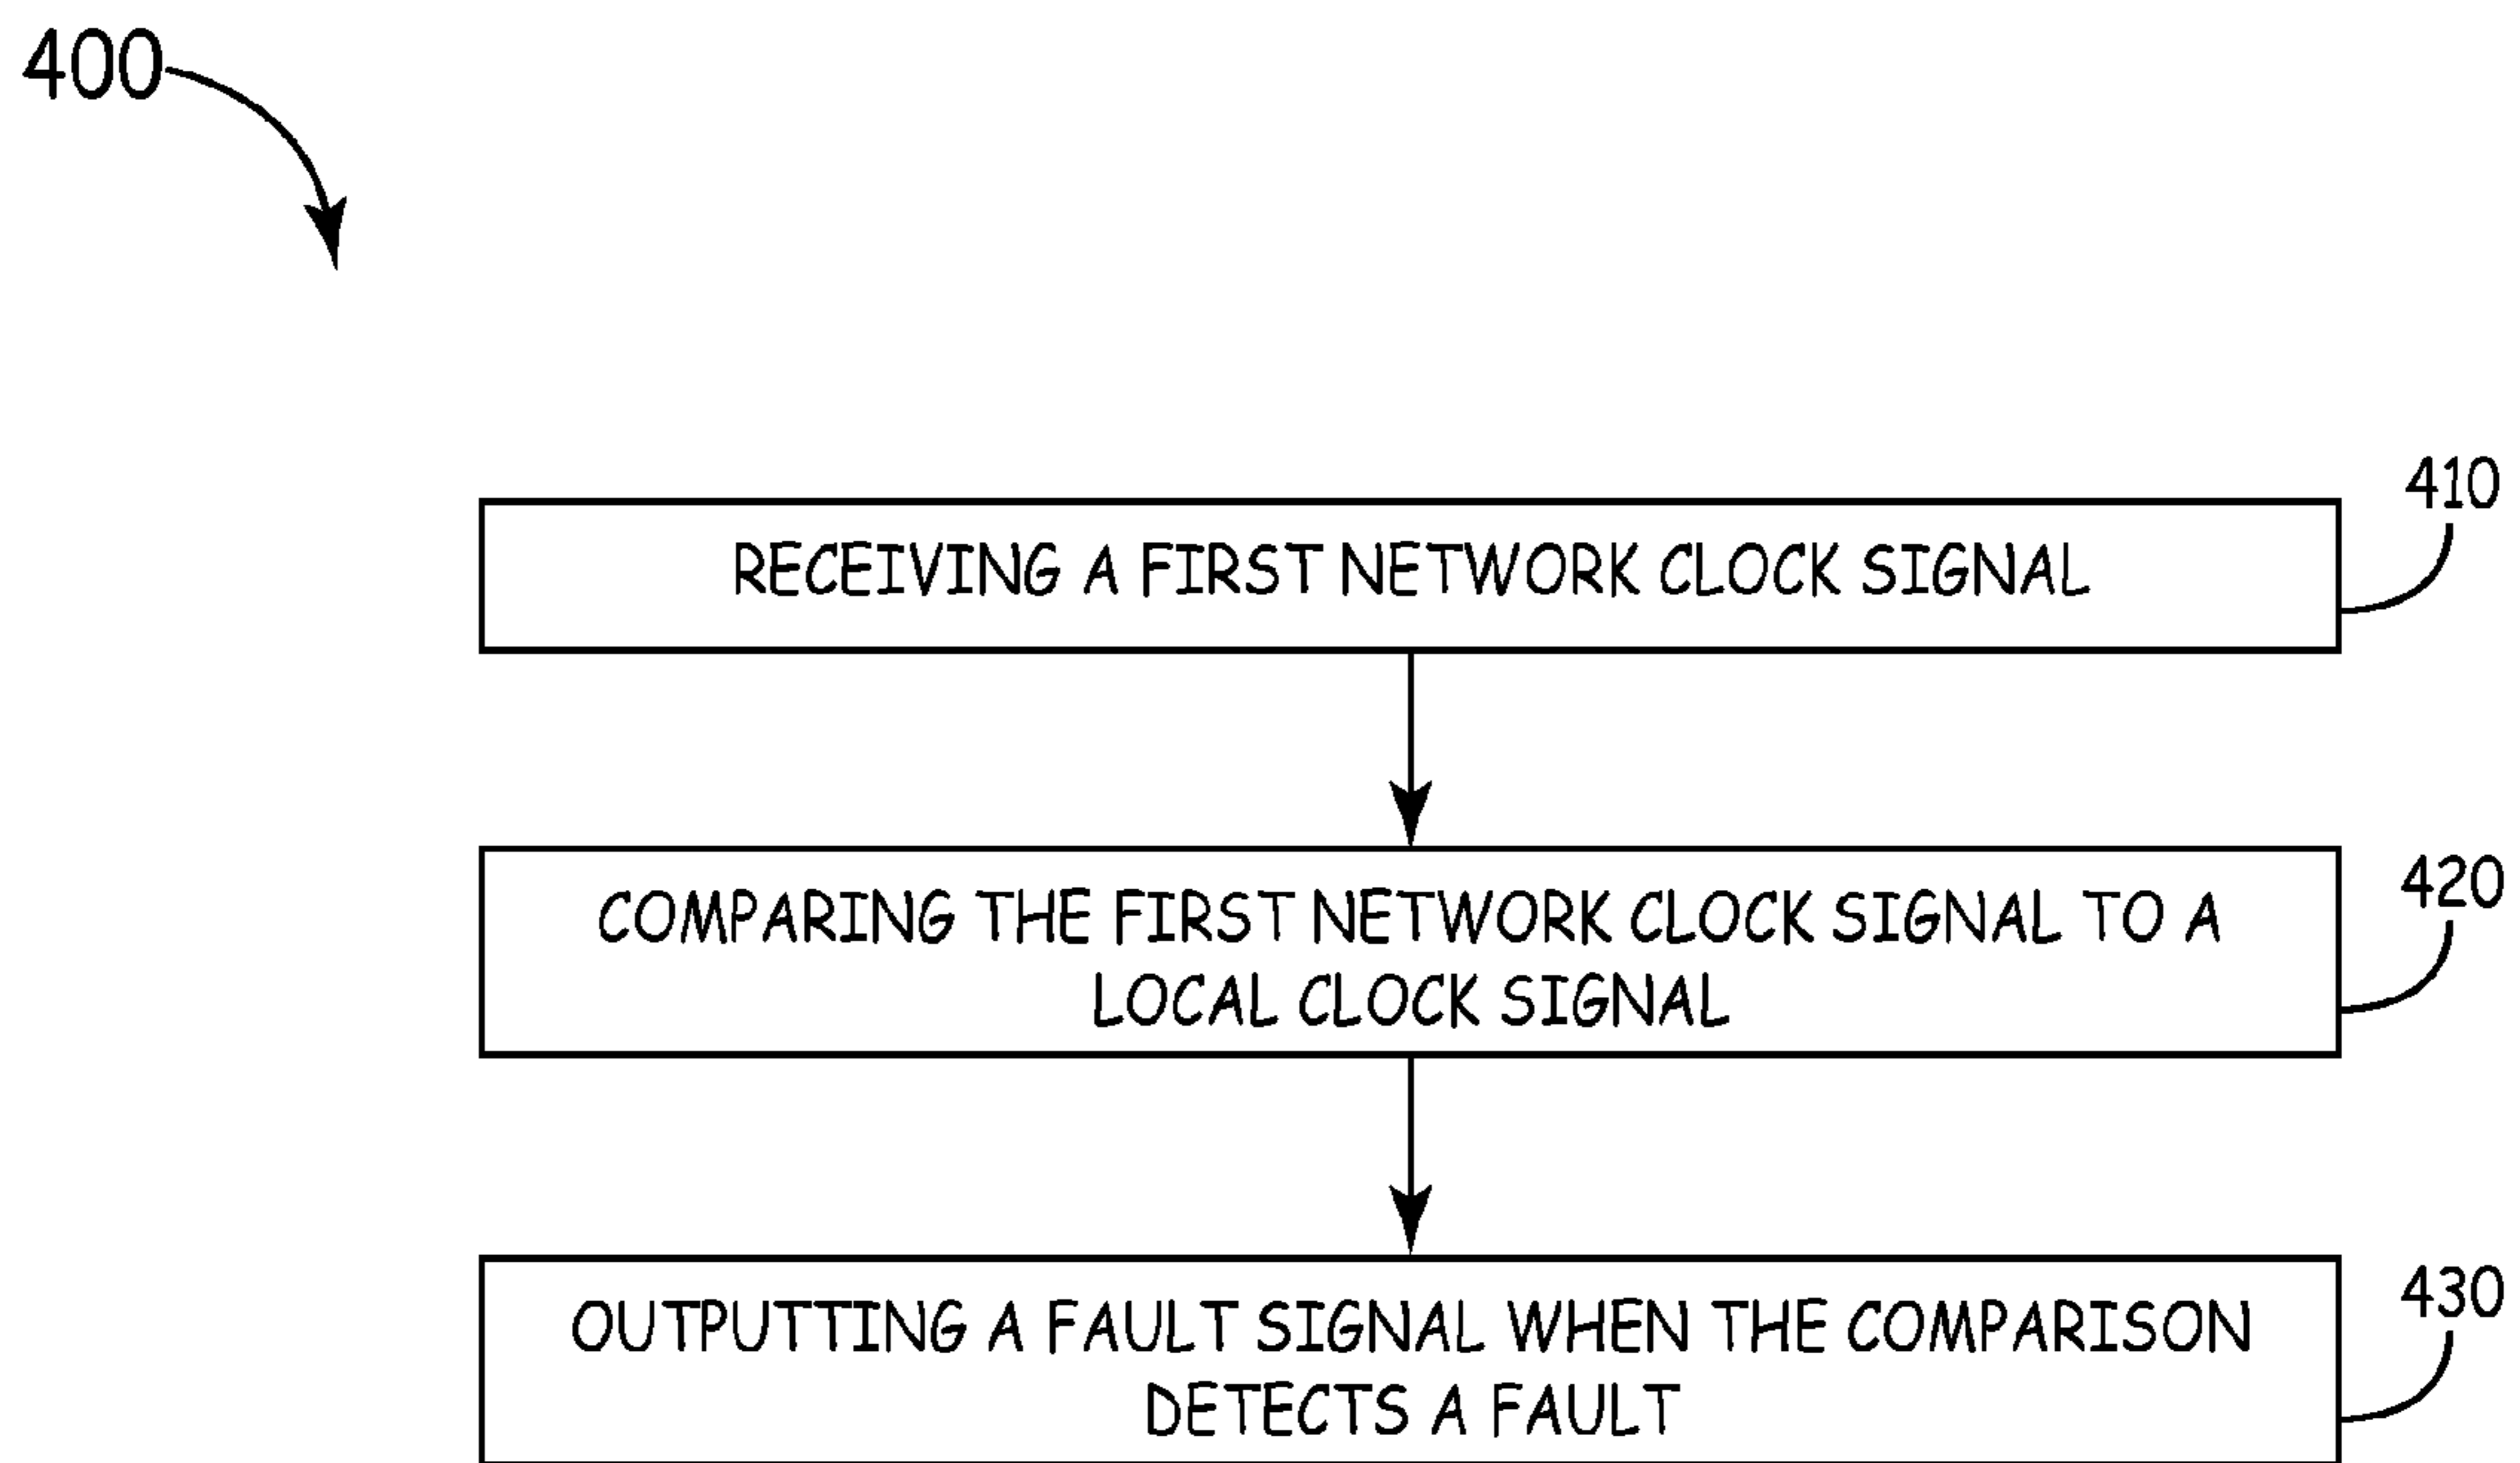 400
410
RECEIVING A FIRST NETWORK CLOCK SIGNAL
420
COMPARING THE FIRST NETWORK CLOCK SIGNAL TO A
LOCAL CLOCK SIGNAL
430
OUTPUTTING A FAULT SIGNAL WHEN THE COMPARISON
DETECTS A FAULT